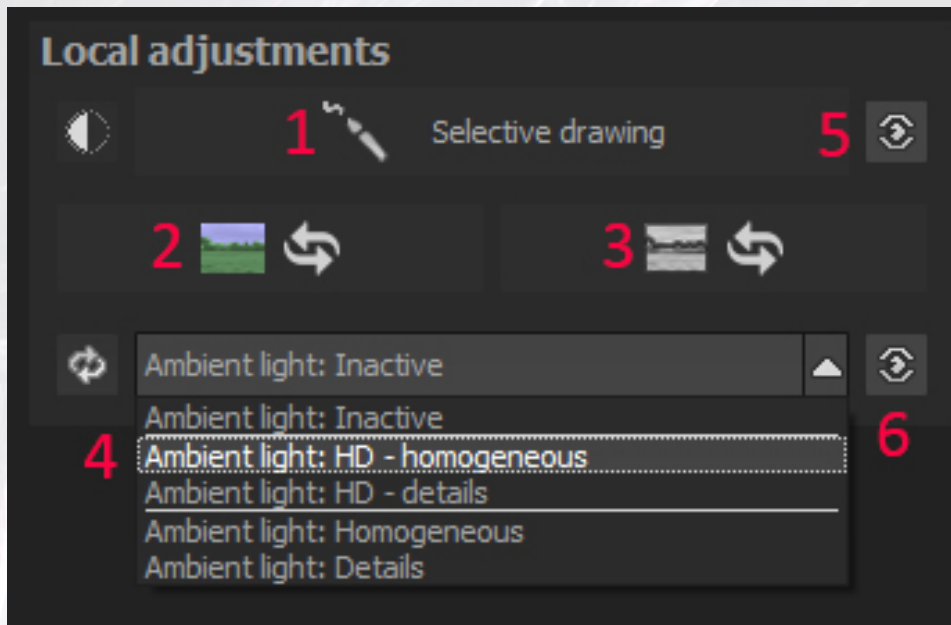 Local adjustments
1 Selective drawing 5
2 3
Ambient light: Inactive
Ambient light: Inactive
4 Ambient light: HD - homogeneous 6
Ambient light: HD - details
Ambient light: Homogeneous
Ambient light: Details